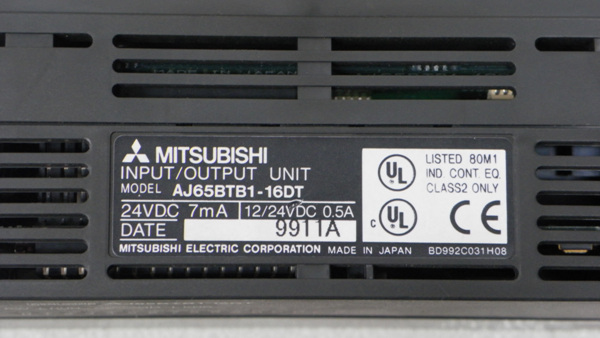 MITSUBISHI
INPUT/OUTPUT UNIT
MODEL AJ65BTB1-16DT
24VDC 7mA 12/24VDC 0.5A
DATE 9911A
MITSUBISHI ELECTRIC CORPORATION MADE IN JAPAN
UL LISTED 80M1
IND. CONT. EQ.
CLASS2 ONLY
C UL CE
BD992C031H08